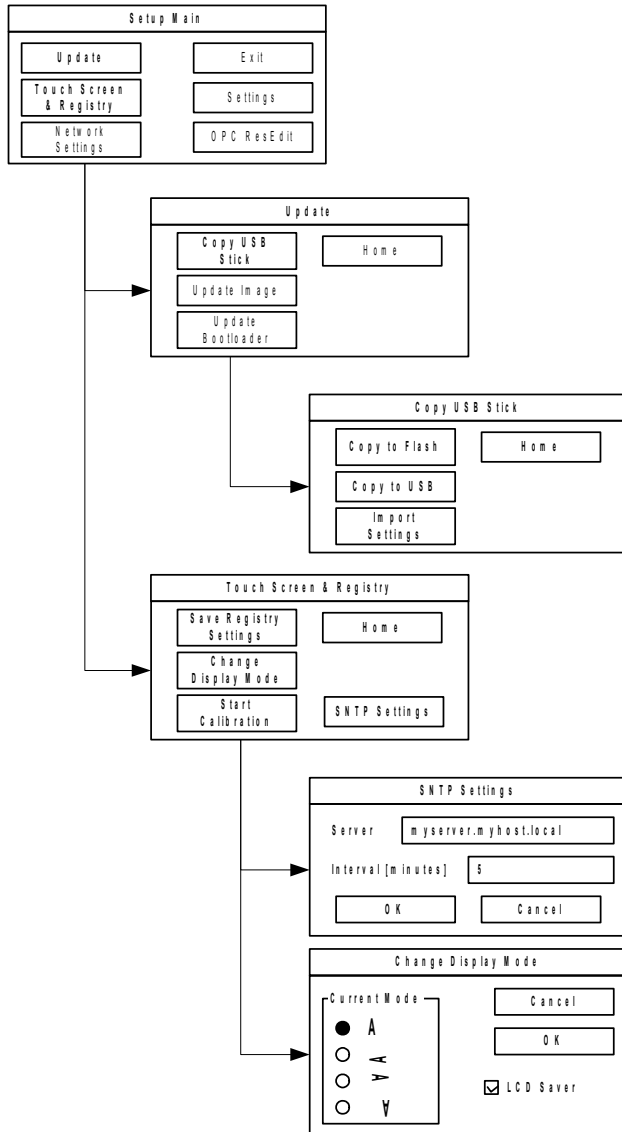 Setup Main
Update
Exit
Touch Screen
& Registry
Settings
Network
Settings
OPC ResEdit
Update
Copy USB
Stick
Home
Update Image
Update
Bootloader
Copy USB Stick
Copy to Flash
Home
Copy to USB
Import
Settings
Touch Screen & Registry
Save Registry
Settings
Home
Change
Display Mode
Start
Calibration
SNTP Settings
SNTP Settings
Server
myserver.myhost.local
Interval [minutes]
5
OK
Cancel
Change Display Mode
Current Mode
Cancel
A
OK
A
A
LCD Saver
A